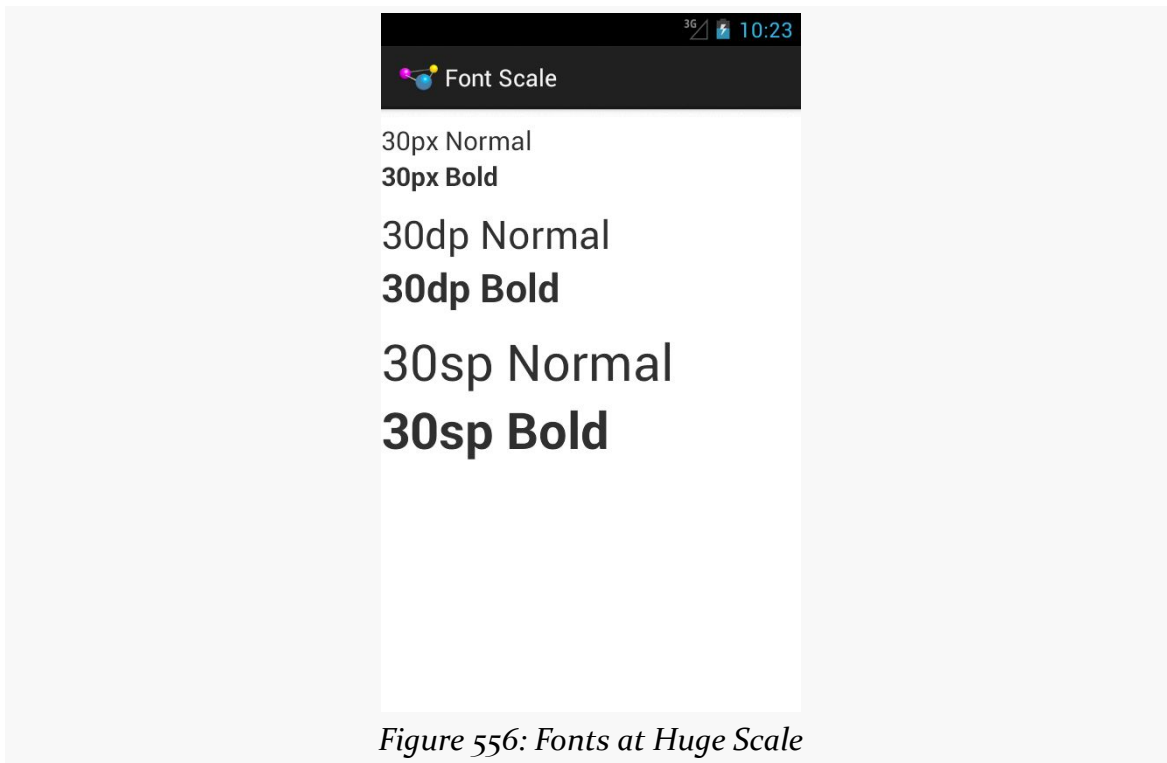 3G 10:23
Font Scale
30px Normal
30px Bold
30dp Normal
30dp Bold
30sp Normal
30sp Bold
Figure 556: Fonts at Huge Scale